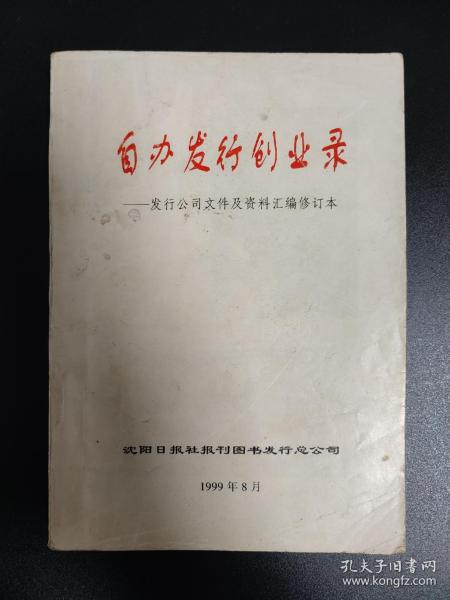 自办发行创业录
——发行公司文件及资料汇编修订本
沈阳日报社报刊图书发行总公司
1999年8月
孔夫子旧书网
www.kongfz.com